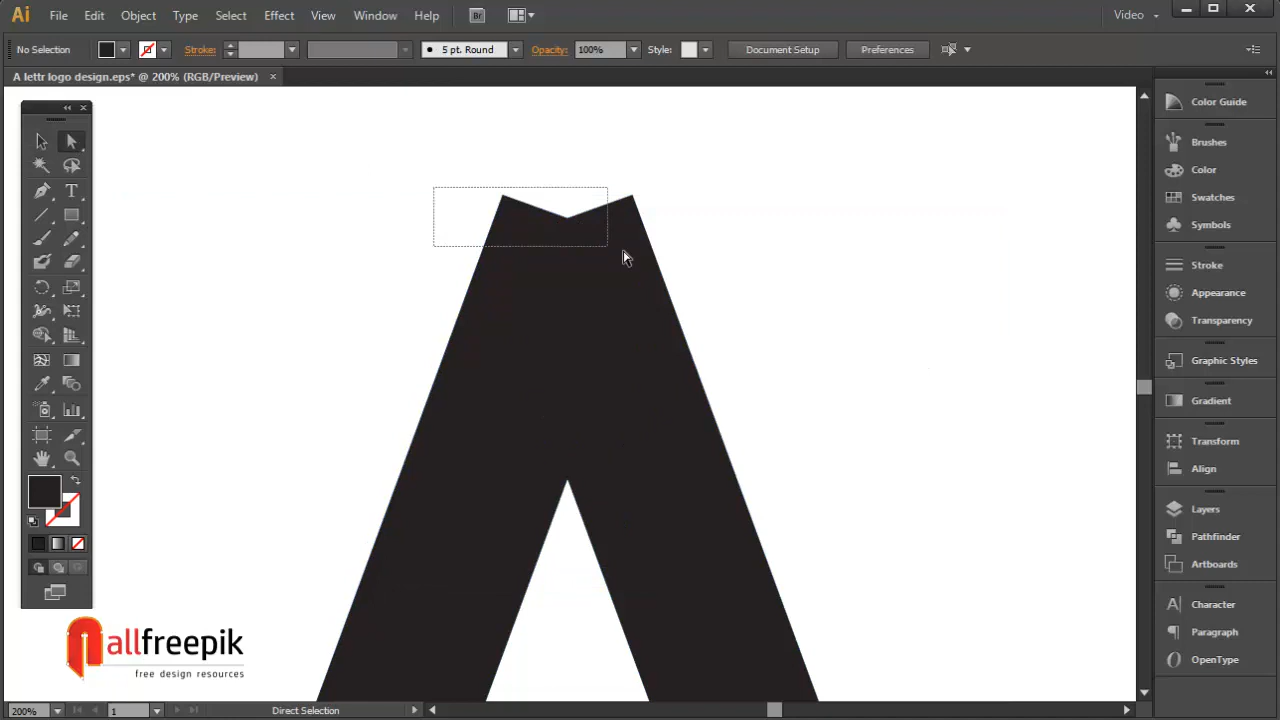 Ai File Edit Object Type Select Effect View Window Help Br Video
No Selection Stroke: 5 pt. Round Opacity: 100% Style: Document Setup Preferences
A lettr logo design.eps* @ 200% (RGB/Preview) ×
Color Guide
Brushes
Color
Swatches
Symbols
Stroke
Appearance
Transparency
Graphic Styles
Gradient
Transform
Align
Layers
Pathfinder
Artboards
Character
Paragraph
OpenType
allfreepik
free design resources
200% 1 Direct Selection